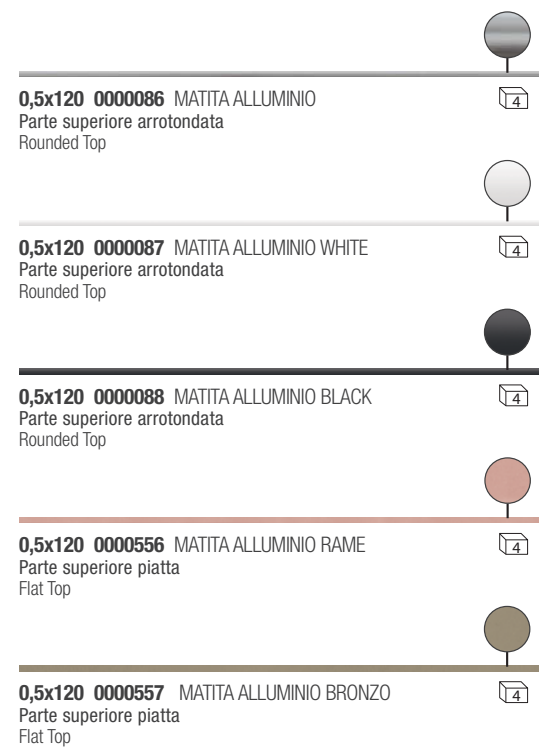 0,5x120 0000086 MATITA ALLUMINIO 4
Parte superiore arrotondata
Rounded Top
0,5x120 0000087 MATITA ALLUMINIO WHITE 4
Parte superiore arrotondata
Rounded Top
0,5x120 0000088 MATITA ALLUMINIO BLACK 4
Parte superiore arrotondata
Rounded Top
0,5x120 0000556 MATITA ALLUMINIO RAME 4
Parte superiore piatta
Flat Top
0,5x120 0000557 MATITA ALLUMINIO BRONZO 4
Parte superiore piatta
Flat Top